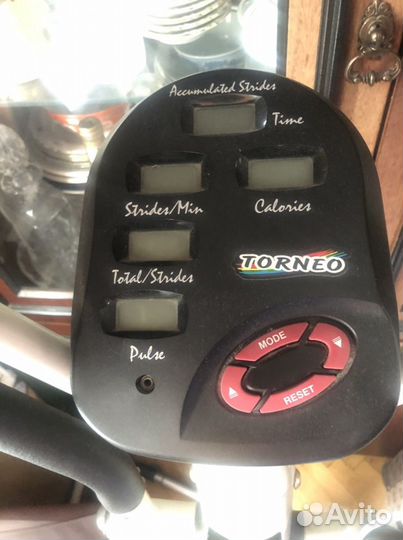 Accumulated Strides
Time
Strides/Min
Calories
Total/Strides
TORNEO
Pulse
MODE
RESET
Avito